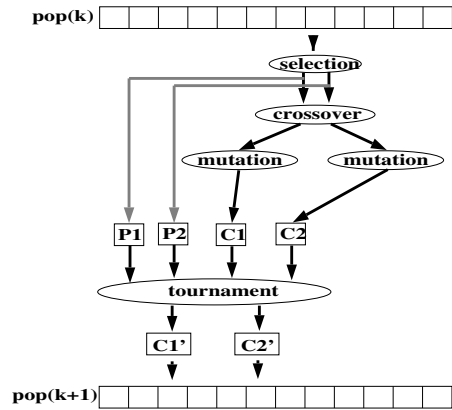 pop(k)
selection
crossover
mutation mutation
P1 P2 C1 C2
tournament
C1' C2'
pop(k+1)